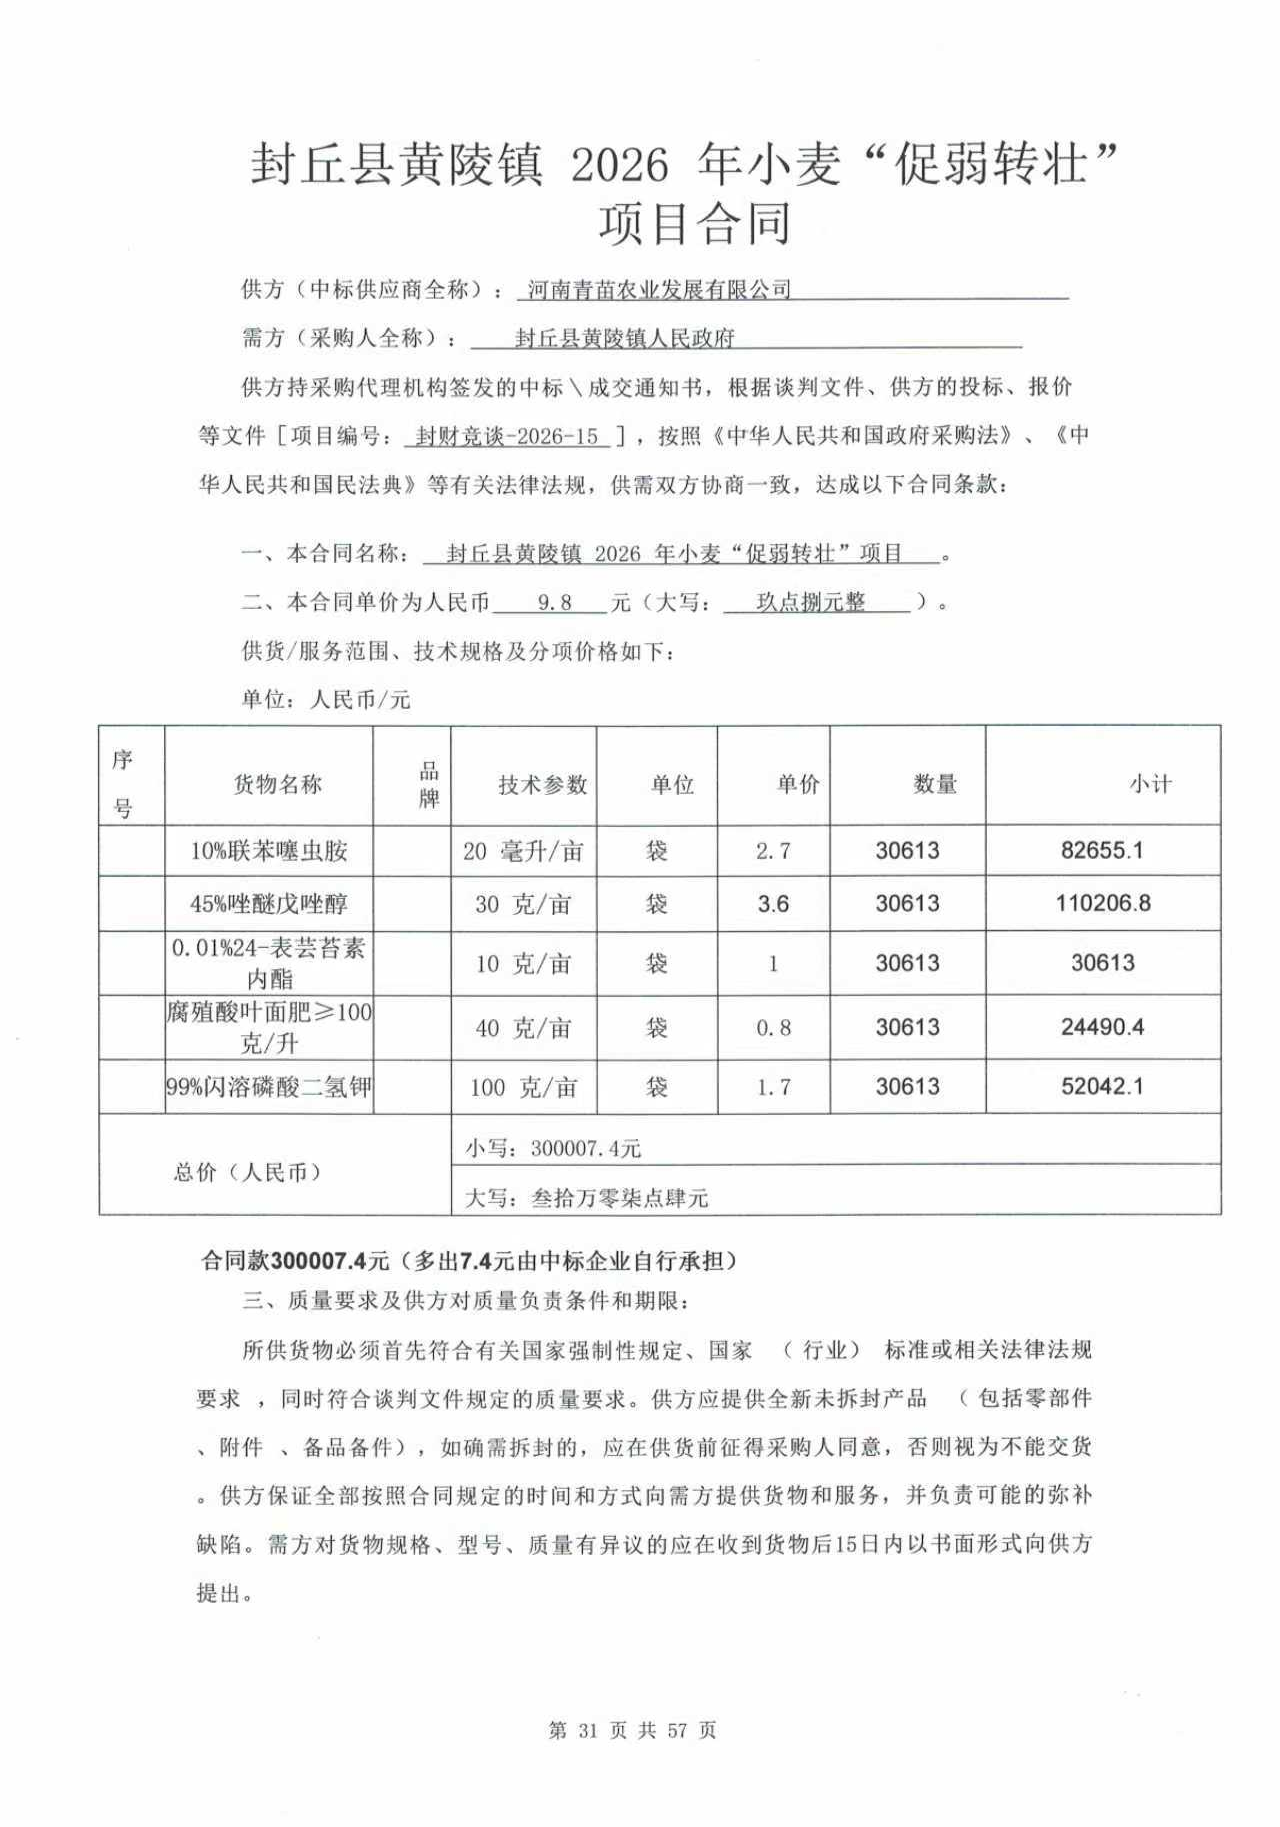 封丘县黄陵镇 2026 年小麦“促弱转壮”
项目合同
供方（中标供应商全称）： 河南青苗农业发展有限公司
需方（采购人全称）： 封丘县黄陵镇人民政府
供方持采购代理机构签发的中标\成交通知书，根据谈判文件、供方的投标、报价
等文件［项目编号： 封财竞谈-2026-15 ］，按照《中华人民共和国政府采购法》、《中
华人民共和国民法典》等有关法律法规，供需双方协商一致，达成以下合同条款：
一、本合同名称： 封丘县黄陵镇 2026 年小麦“促弱转壮”项目 。
二、本合同单价为人民币 9.8 元（大写： 玖点捌元整 ）。
供货/服务范围、技术规格及分项价格如下：
单位：人民币/元
序号 货物名称 品牌 技术参数 单位 单价 数量 小计
10%联苯噻虫胺 20 毫升/亩 袋 2.7 30613 82655.1
45%唑醚戊唑醇 30 克/亩 袋 3.6 30613 110206.8
0.01%24-表芸苔素内酯 10 克/亩 袋 1 30613 30613
腐殖酸叶面肥≥100克/升 40 克/亩 袋 0.8 30613 24490.4
99%闪溶磷酸二氢钾 100 克/亩 袋 1.7 30613 52042.1
总价（人民币） 小写：300007.4元
大写：叁拾万零柒点肆元
合同款300007.4元（多出7.4元由中标企业自行承担）
三、质量要求及供方对质量负责条件和期限：
所供货物必须首先符合有关国家强制性规定、国家 （ 行业） 标准或相关法律法规
要求 ，同时符合谈判文件规定的质量要求。供方应提供全新未拆封产品 （ 包括零部件
、附件 、备品备件），如确需拆封的，应在供货前征得采购人同意，否则视为不能交货
。供方保证全部按照合同规定的时间和方式向需方提供货物和服务，并负责可能的弥补
缺陷。需方对货物规格、型号、质量有异议的应在收到货物后15日内以书面形式向供方
提出。
第 31 页 共 57 页